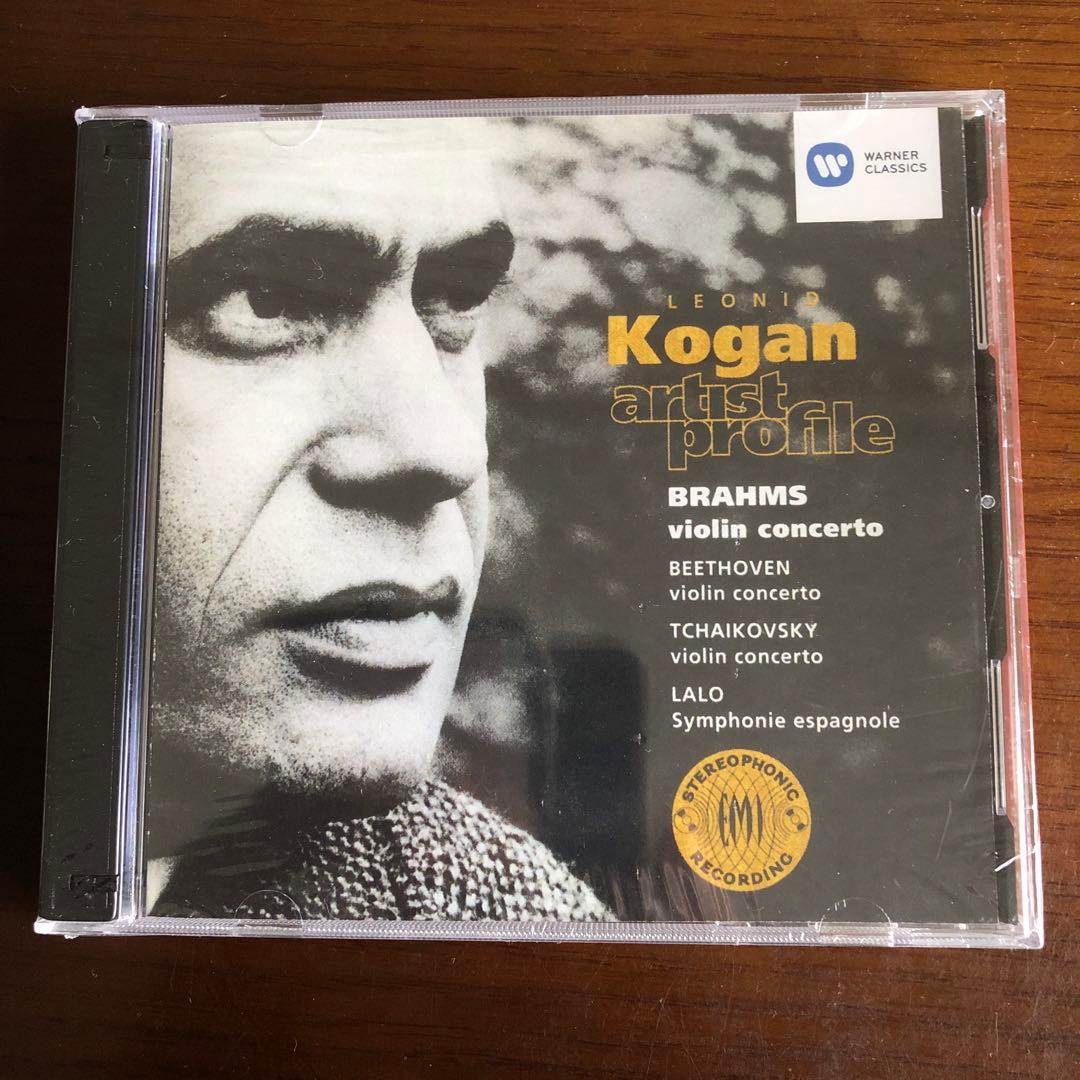 WARNER
CLASSICS
LEONID
Kogan
artist
profile
BRAHMS
violin concerto
BEETHOVEN
violin concerto
TCHAIKOVSKY
violin concerto
LALO
Symphonie espagnole
STEREOPHONIC
EMI
RECORDING